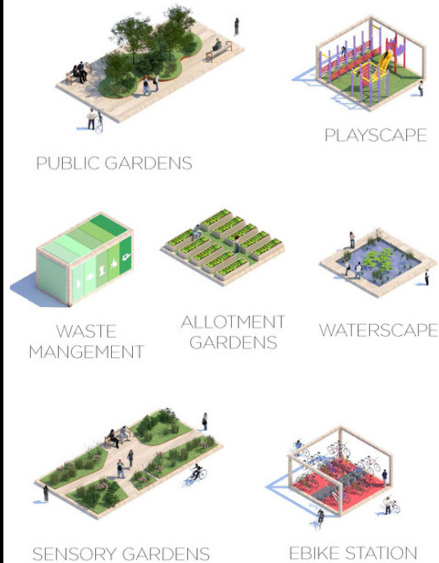 PUBLIC GARDENS
PLAYSCAPE
WASTE
MANGEMENT
ALLOTMENT
GARDENS
WATERSCAPE
SENSORY GARDENS
EBIKE STATION